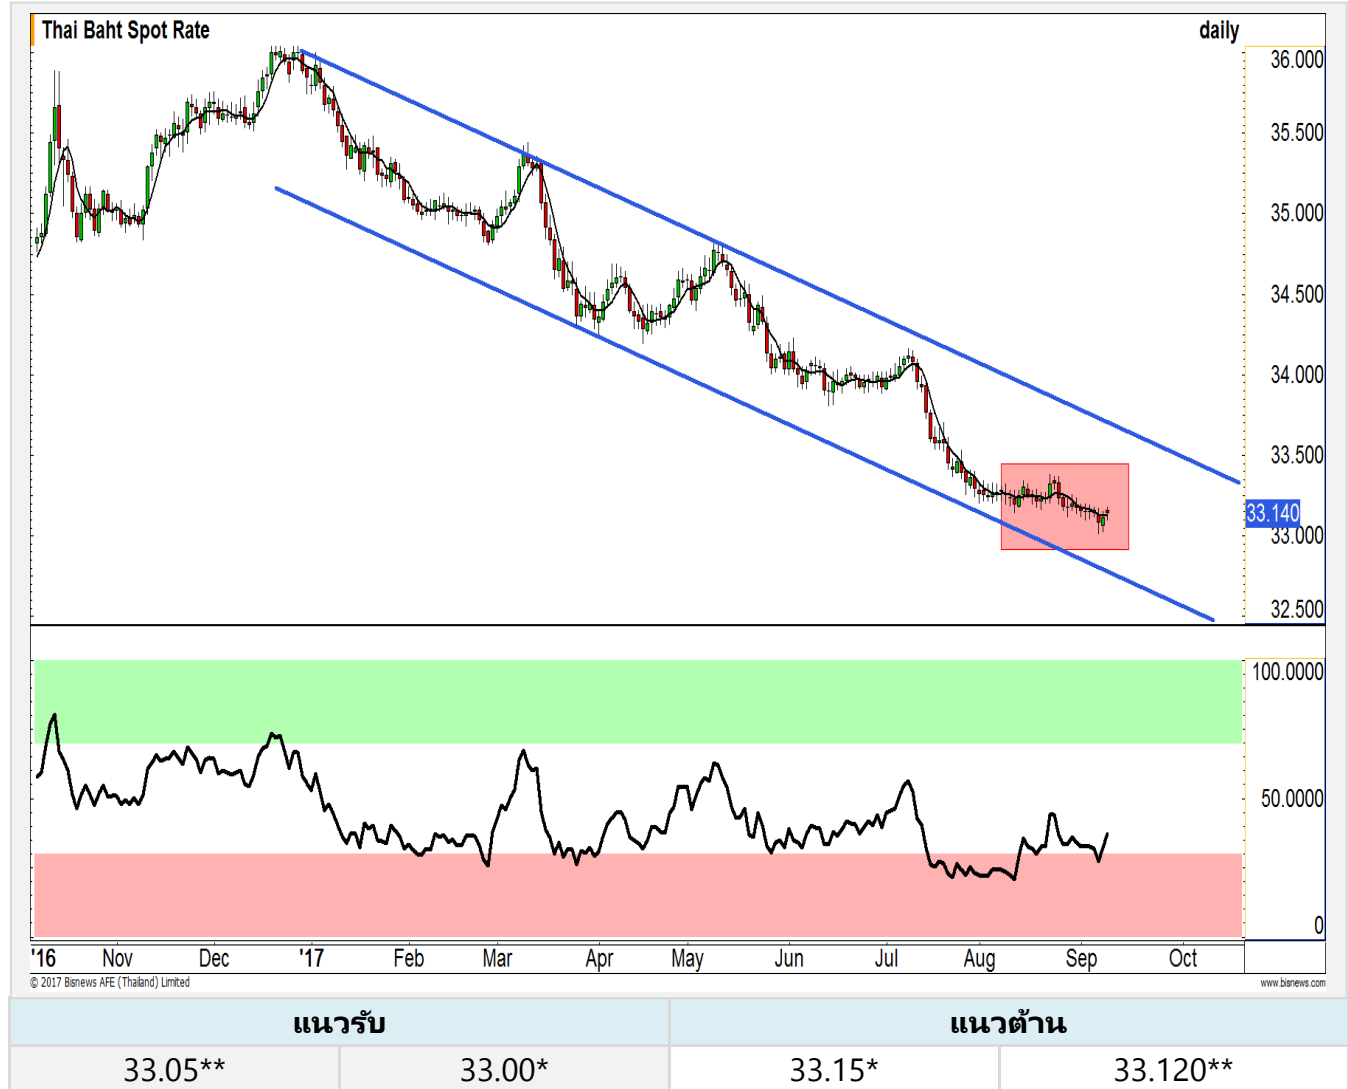 Thai Baht Spot Rate daily
36.000
35.500
35.000
34.500
34.000
33.500
33.140
33.000
32.500
100.0000
50.0000
0
'16 Nov Dec '17 Feb Mar Apr May Jun Jul Aug Sep Oct
© 2017 Bisnews AFE (Thailand) Limited www.bisnews.com
แนวรับ แนวต้าน
33.05** 33.00* 33.15* 33.120**